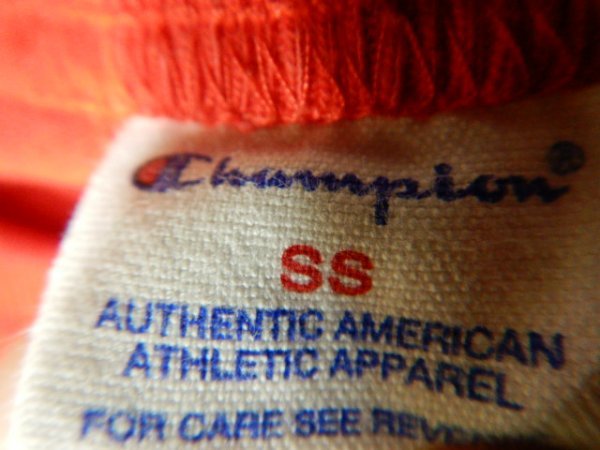 Champion
SS
AUTHENTIC AMERICAN
ATHLETIC APPAREL
FOR CARE SEE